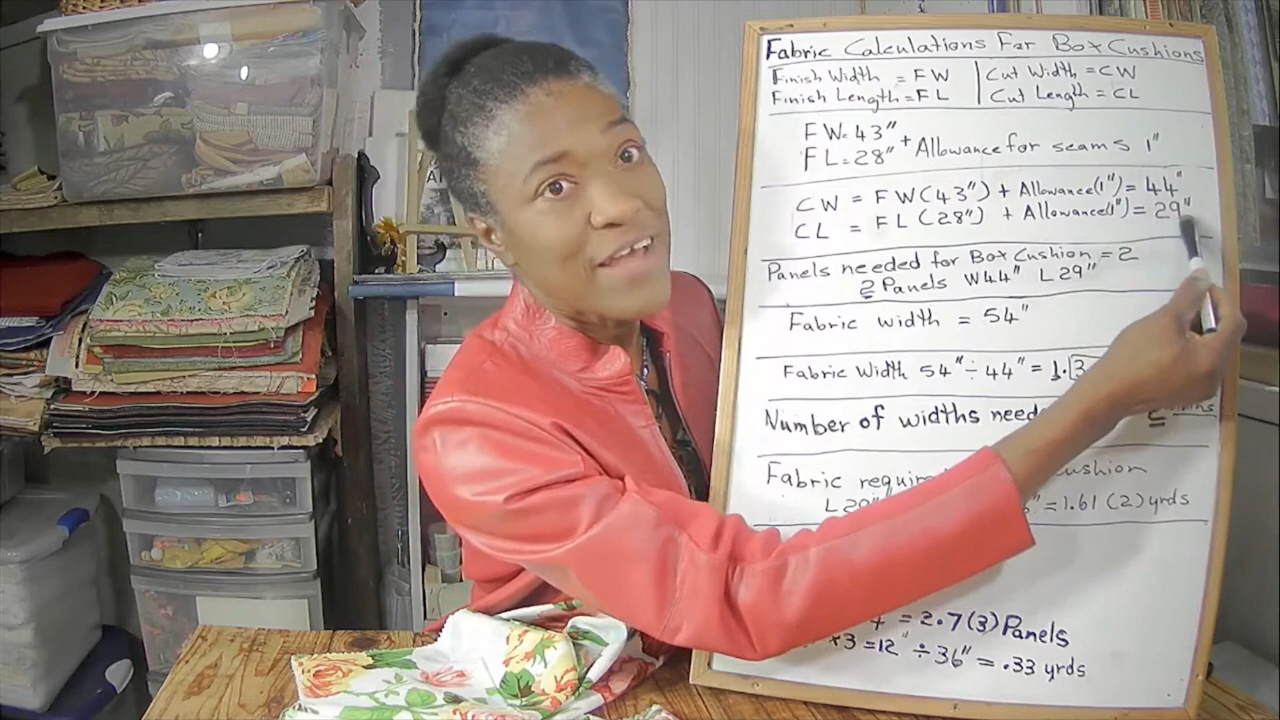 Fabric Calculations For Box Cushions
Finish Width = FW | Cut Width = CW
Finish Length = FL | Cut Length = CL
FW = 43"
FL = 28" + Allowance for seams 1"
CW = FW (43") + Allowance (1") = 44"
CL = FL (28") + Allowance (1") = 29"
Panels needed for Box Cushion = 2
2 Panels W44" L29"
Fabric width = 54"
Fabric Width 54" ÷ 44" = 1.3
Number of widths
Fabric
L29" = 1.61 (2) yrds
= 2.7 (3) Panels
x3 = 12" ÷ 36" = .33 yrds